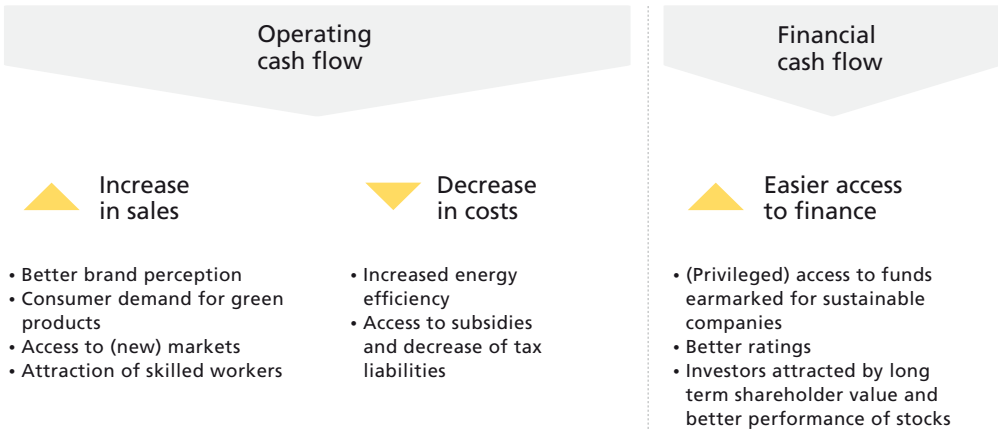 Operating
cash flow
Financial
cash flow
Increase
in sales
• Better brand perception
• Consumer demand for green
products
• Access to (new) markets
• Attraction of skilled workers
Decrease
in costs
• Increased energy
efficiency
• Access to subsidies
and decrease of tax
liabilities
Easier access
to finance
• (Privileged) access to funds
earmarked for sustainable
companies
• Better ratings
• Investors attracted by long
term shareholder value and
better performance of stocks